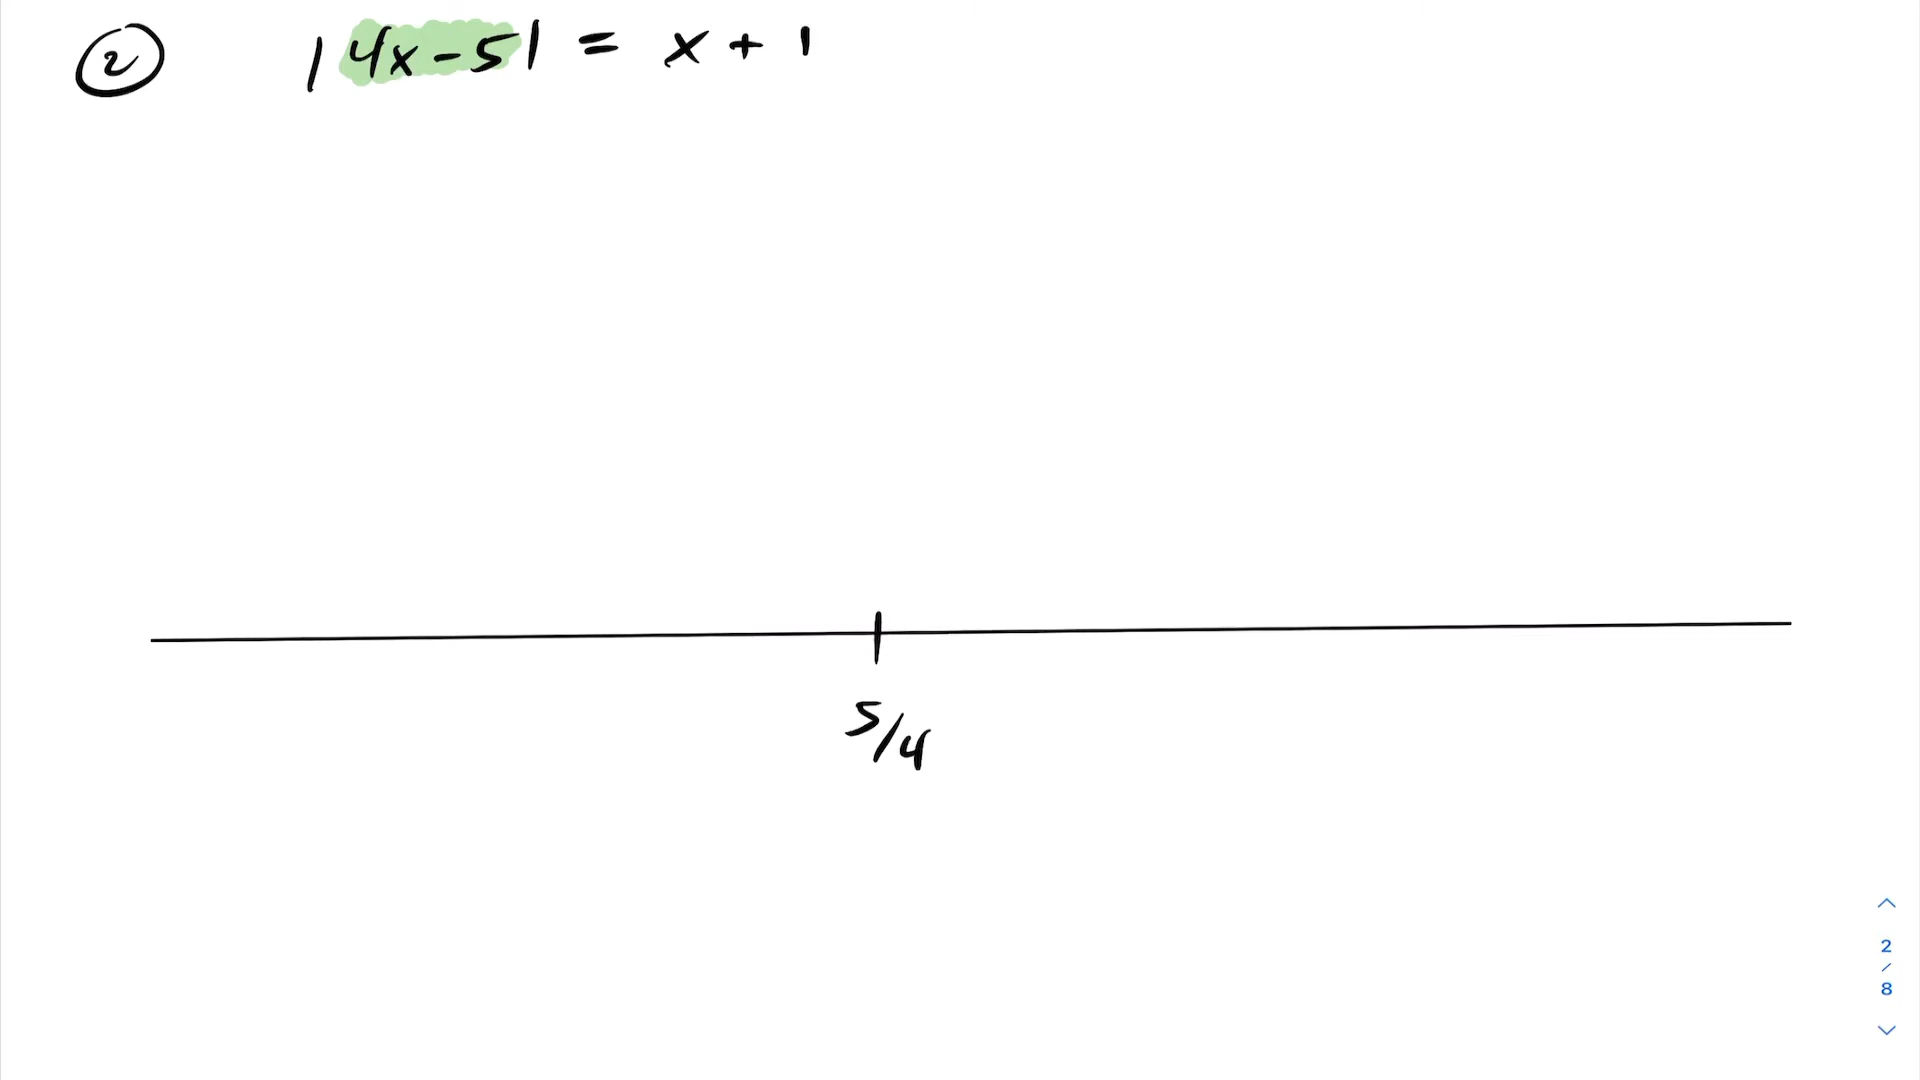 ② |4x-5| = x + 1
5/4
2
/
8